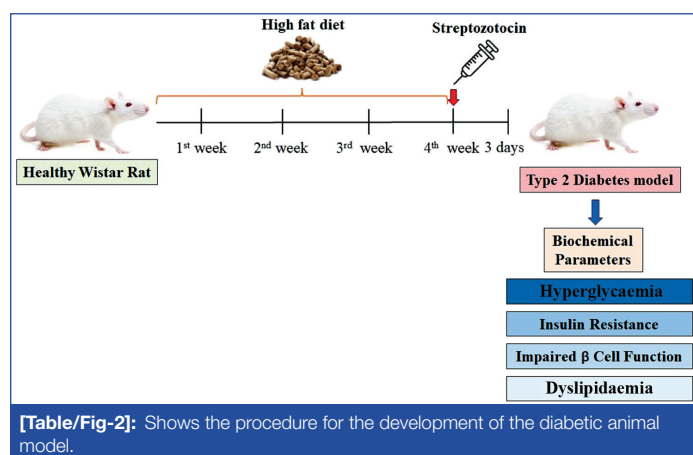 High fat diet
Streptozotocin
1st week
2nd week
3rd week
4th week
3 days
Healthy Wistar Rat
Type 2 Diabetes model
Biochemical
Parameters
Hyperglycaemia
Insulin Resistance
Impaired β Cell Function
Dyslipidaemia
[Table/Fig-2]: Shows the procedure for the development of the diabetic animal
model.